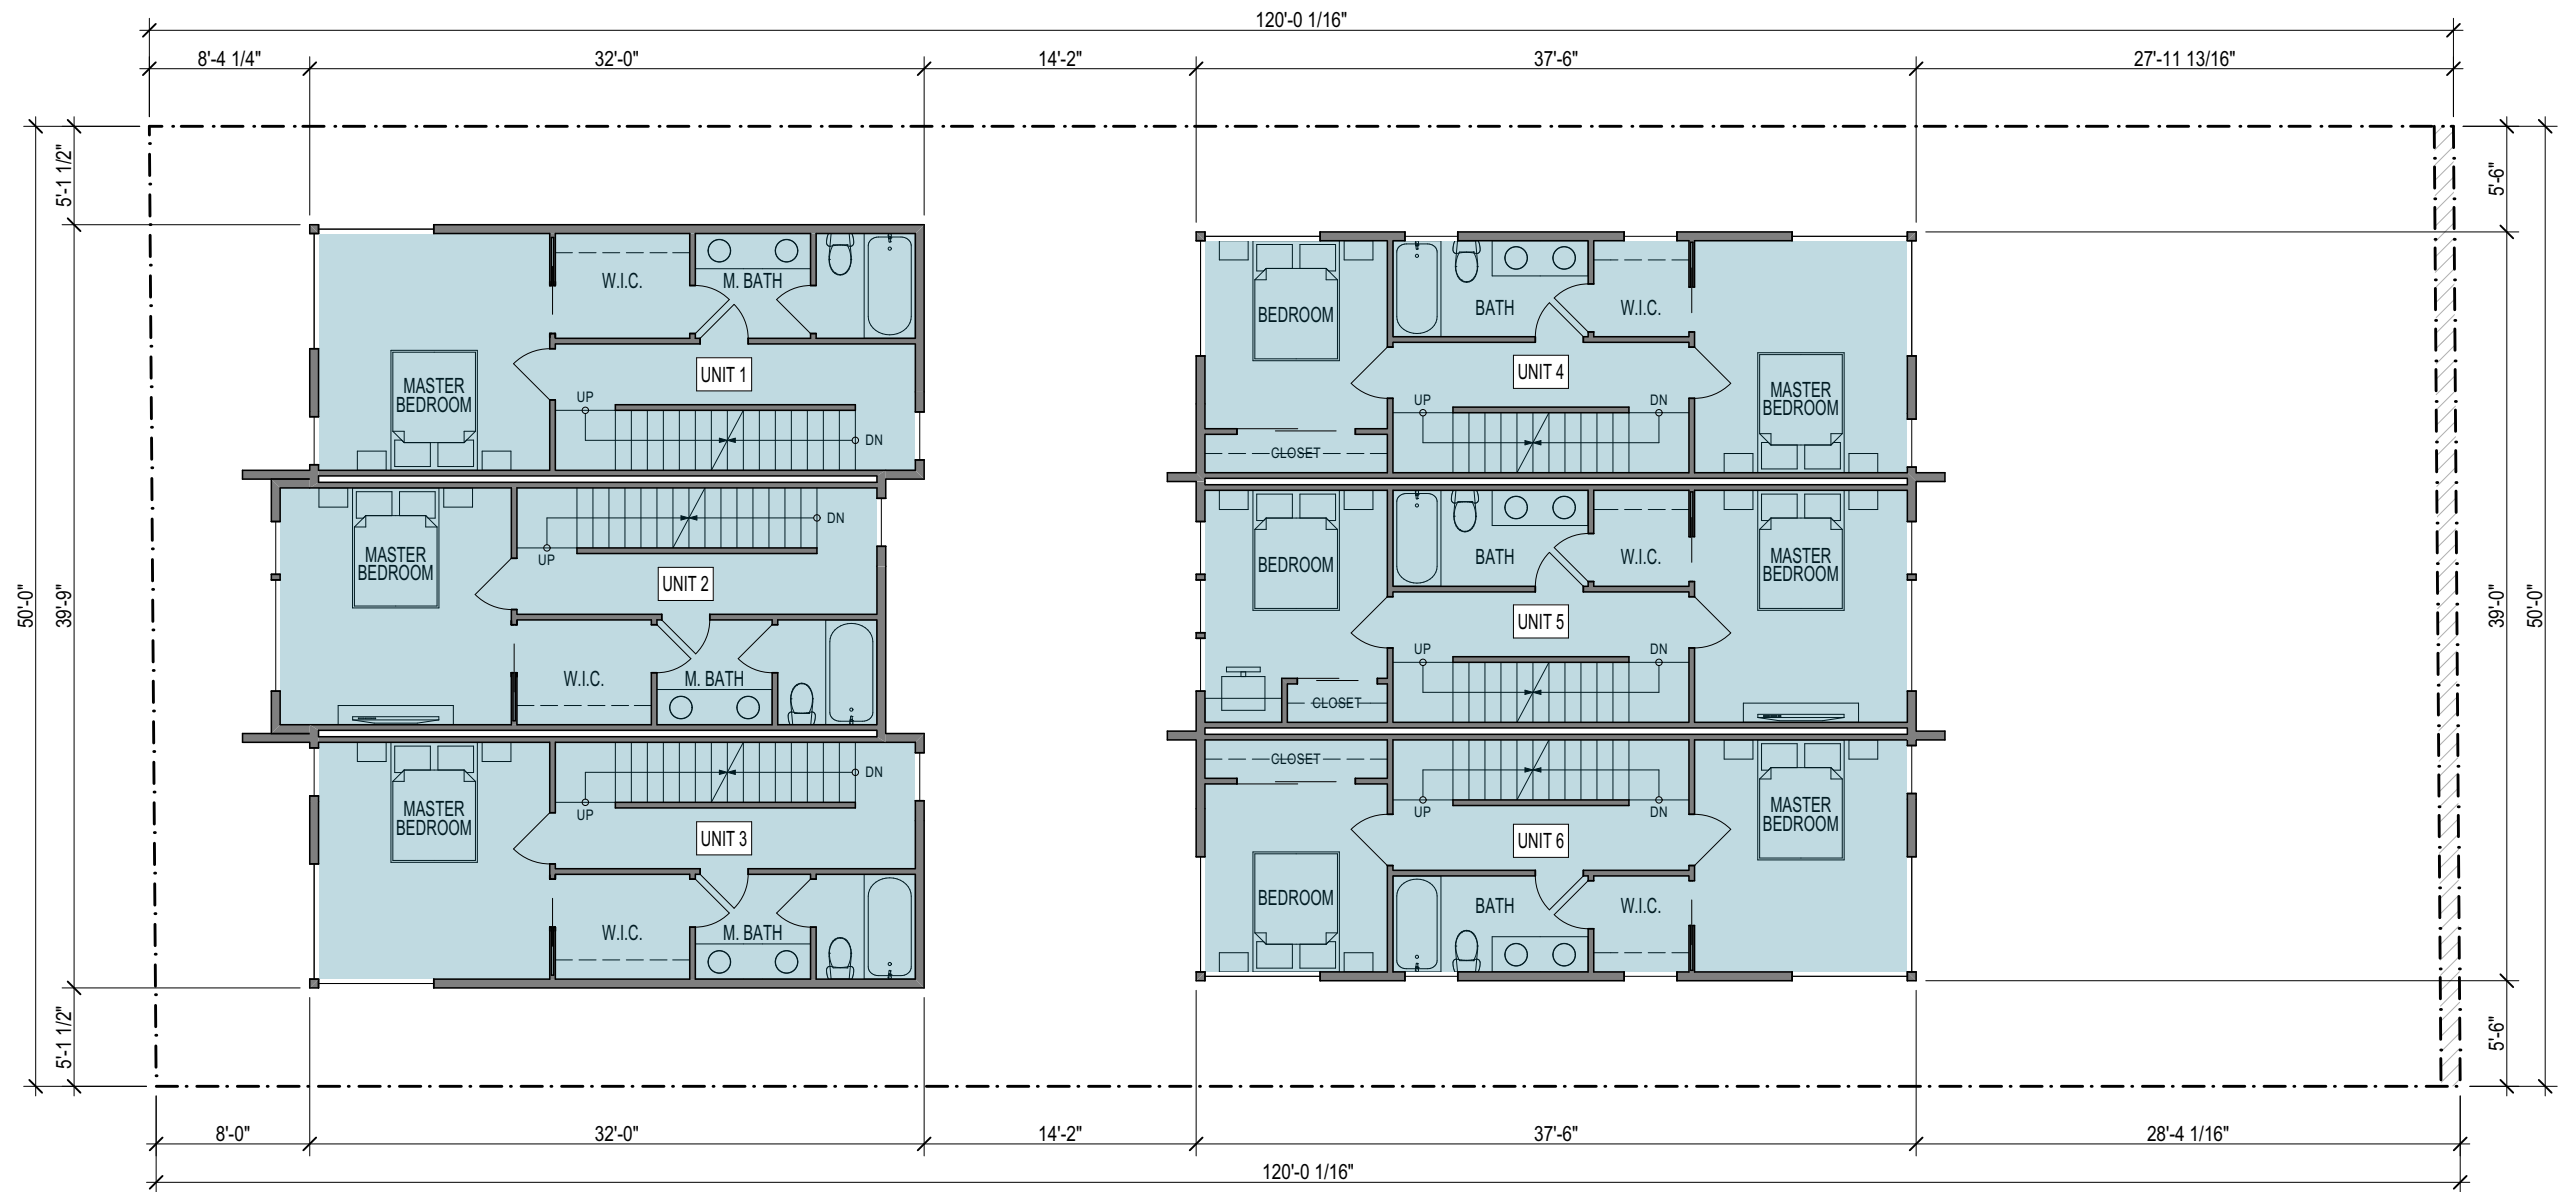 120'-0 1/16"
8'-4 1/4"
32'-0"
14'-2"
37'-6"
27'-11 13/16"
50'-0"
5'-1 1/2"
39'-9"
5'-1 1/2"
W.I.C.
M. BATH
UNIT 1
MASTER
BEDROOM
UP
DN
MASTER
BEDROOM
DN
UP
UNIT 2
W.I.C.
M. BATH
MASTER
BEDROOM
DN
UP
UNIT 3
W.I.C.
M. BATH
BEDROOM
BATH
W.I.C.
UNIT 4
MASTER
BEDROOM
UP
DN
CLOSET
BEDROOM
BATH
W.I.C.
MASTER
BEDROOM
UNIT 5
UP
DN
CLOSET
CLOSET
UP
DN
MASTER
BEDROOM
UNIT 6
BEDROOM
BATH
W.I.C.
5'-6"
39'-0"
5'-6"
50'-0"
8'-0"
32'-0"
14'-2"
37'-6"
28'-4 1/16"
120'-0 1/16"